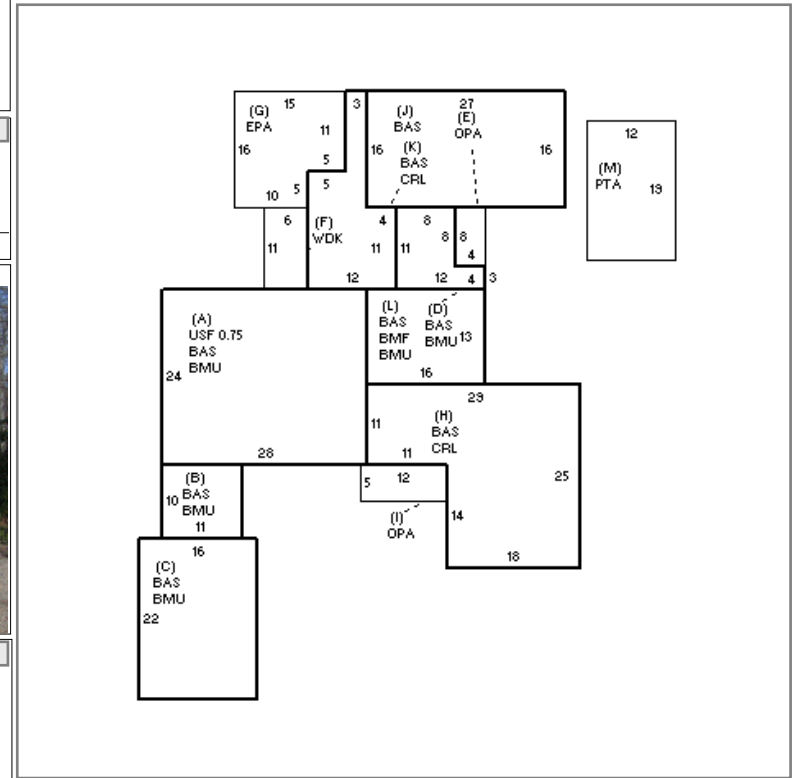 15
3
27
(G)
EPA
(J)
BAS
(E)
OPA
11
16
16
(K)
BAS
CRL
16
5
5
10
5
12
(M)
PTA
19
6
11
(F)
WDK
4
11
12
11
8
8
8
4
12
4
3
(A)
USF 0.75
BAS
BMU
24
28
(L)
BAS
BMF
BMU
(D)
BAS
BMU
13
16
29
11
(H)
BAS
CRL
11
25
5
12
(I)
OPA
14
18
(B)
BAS
BMU
10
11
16
(C)
BAS
BMU
22